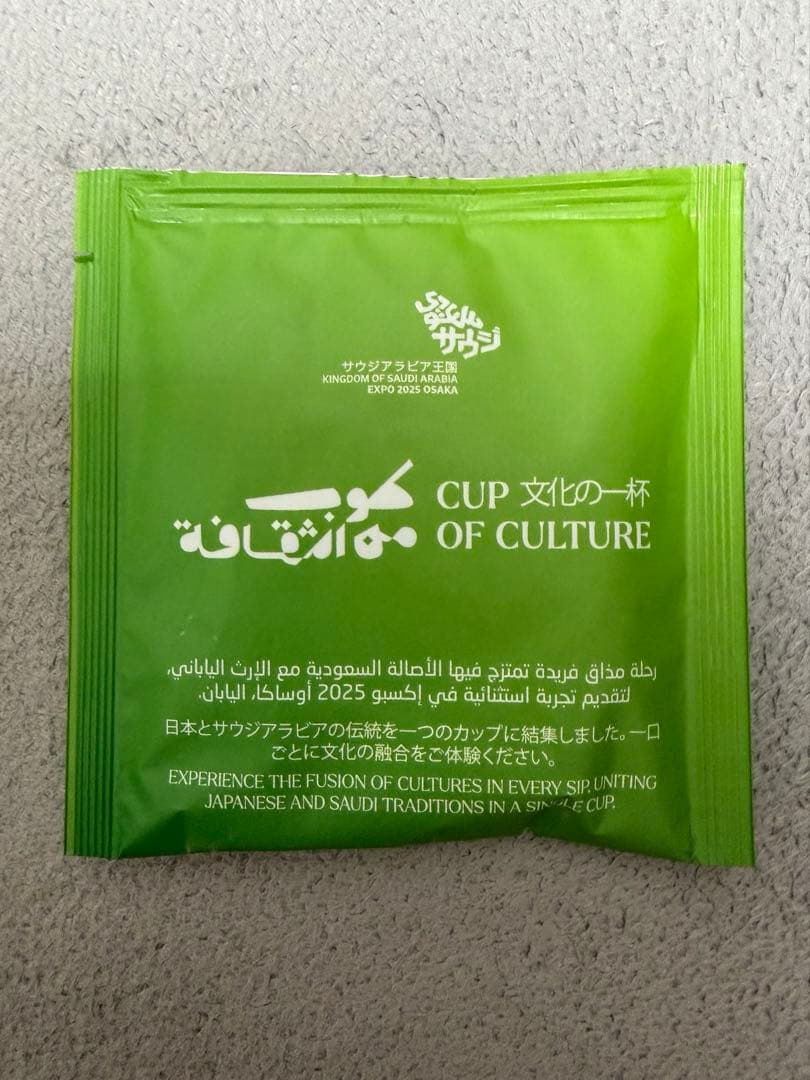 سعودي
サウジ
サウジアラビア王国
KINGDOM OF SAUDI ARABIA
EXPO 2025 OSAKA
كوب
من الثقافة
CUP 文化の一杯
OF CULTURE
رحلة مذاق فريدة تمتزج فيها الأصالة السعودية مع الإرث الياباني،
لتقديم تجربة استثنائية في إكسبو 2025 أوساكا، اليابان.
日本とサウジアラビアの伝統を一つのカップに結集しました。一口
ごとに文化の融合をご体験ください。
EXPERIENCE THE FUSION OF CULTURES IN EVERY SIP, UNITING
JAPANESE AND SAUDI TRADITIONS IN A SINGLE CUP.